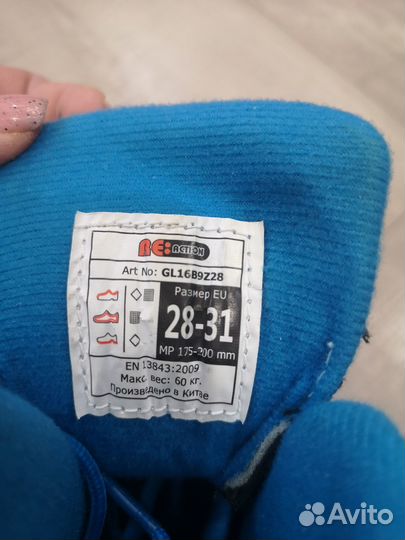 RE:ACTION
Art No: GL16B9Z28
Размер EU
28-31
MP 175-200 mm
EN 13843:2009
Макс. вес: 60 кг.
Произведено в Китае
Avito